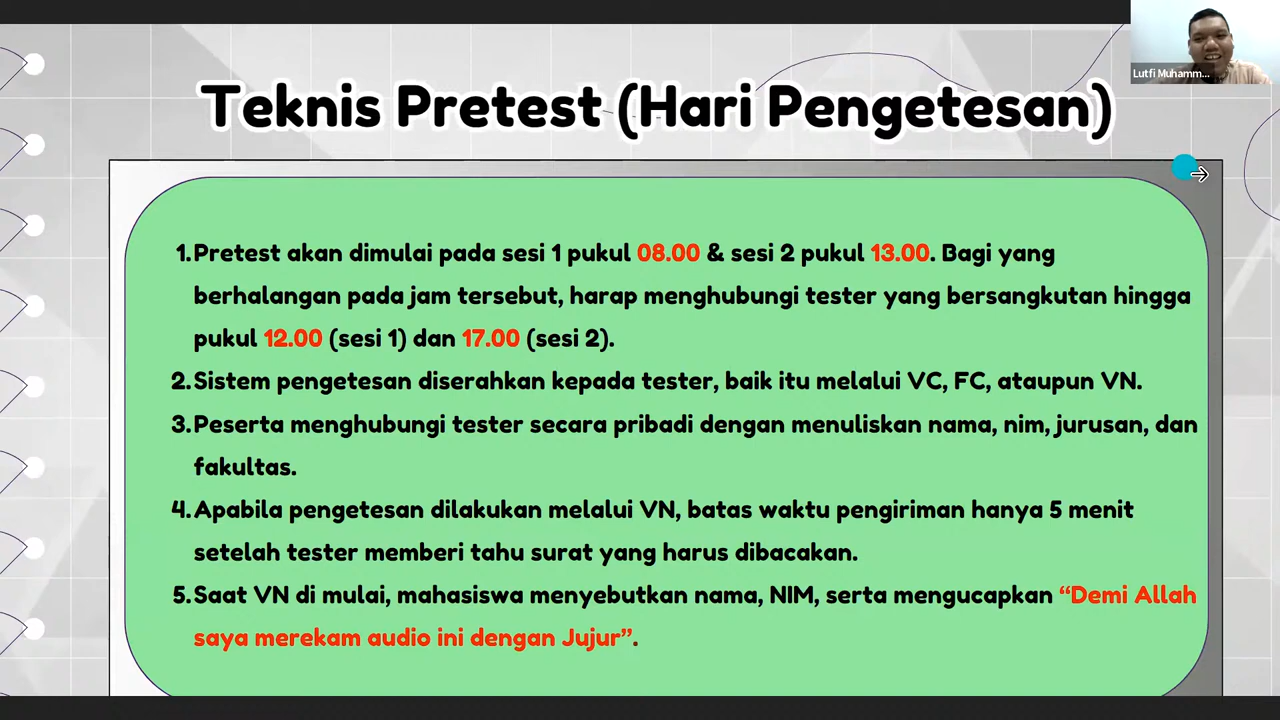 Lutfi Muhamm...
Teknis Pretest (Hari Pengetesan)
1.Pretest akan dimulai pada sesi 1 pukul 08.00 & sesi 2 pukul 13.00. Bagi yang
berhalangan pada jam tersebut, harap menghubungi tester yang bersangkutan hingga
pukul 12.00 (sesi 1) dan 17.00 (sesi 2).
2.Sistem pengetesan diserahkan kepada tester, baik itu melalui VC, FC, ataupun VN.
3.Peserta menghubungi tester secara pribadi dengan menuliskan nama, nim, jurusan, dan
fakultas.
4.Apabila pengetesan dilakukan melalui VN, batas waktu pengiriman hanya 5 menit
setelah tester memberi tahu surat yang harus dibacakan.
5.Saat VN di mulai, mahasiswa menyebutkan nama, NIM, serta mengucapkan “Demi Allah
saya merekam audio ini dengan Jujur”.